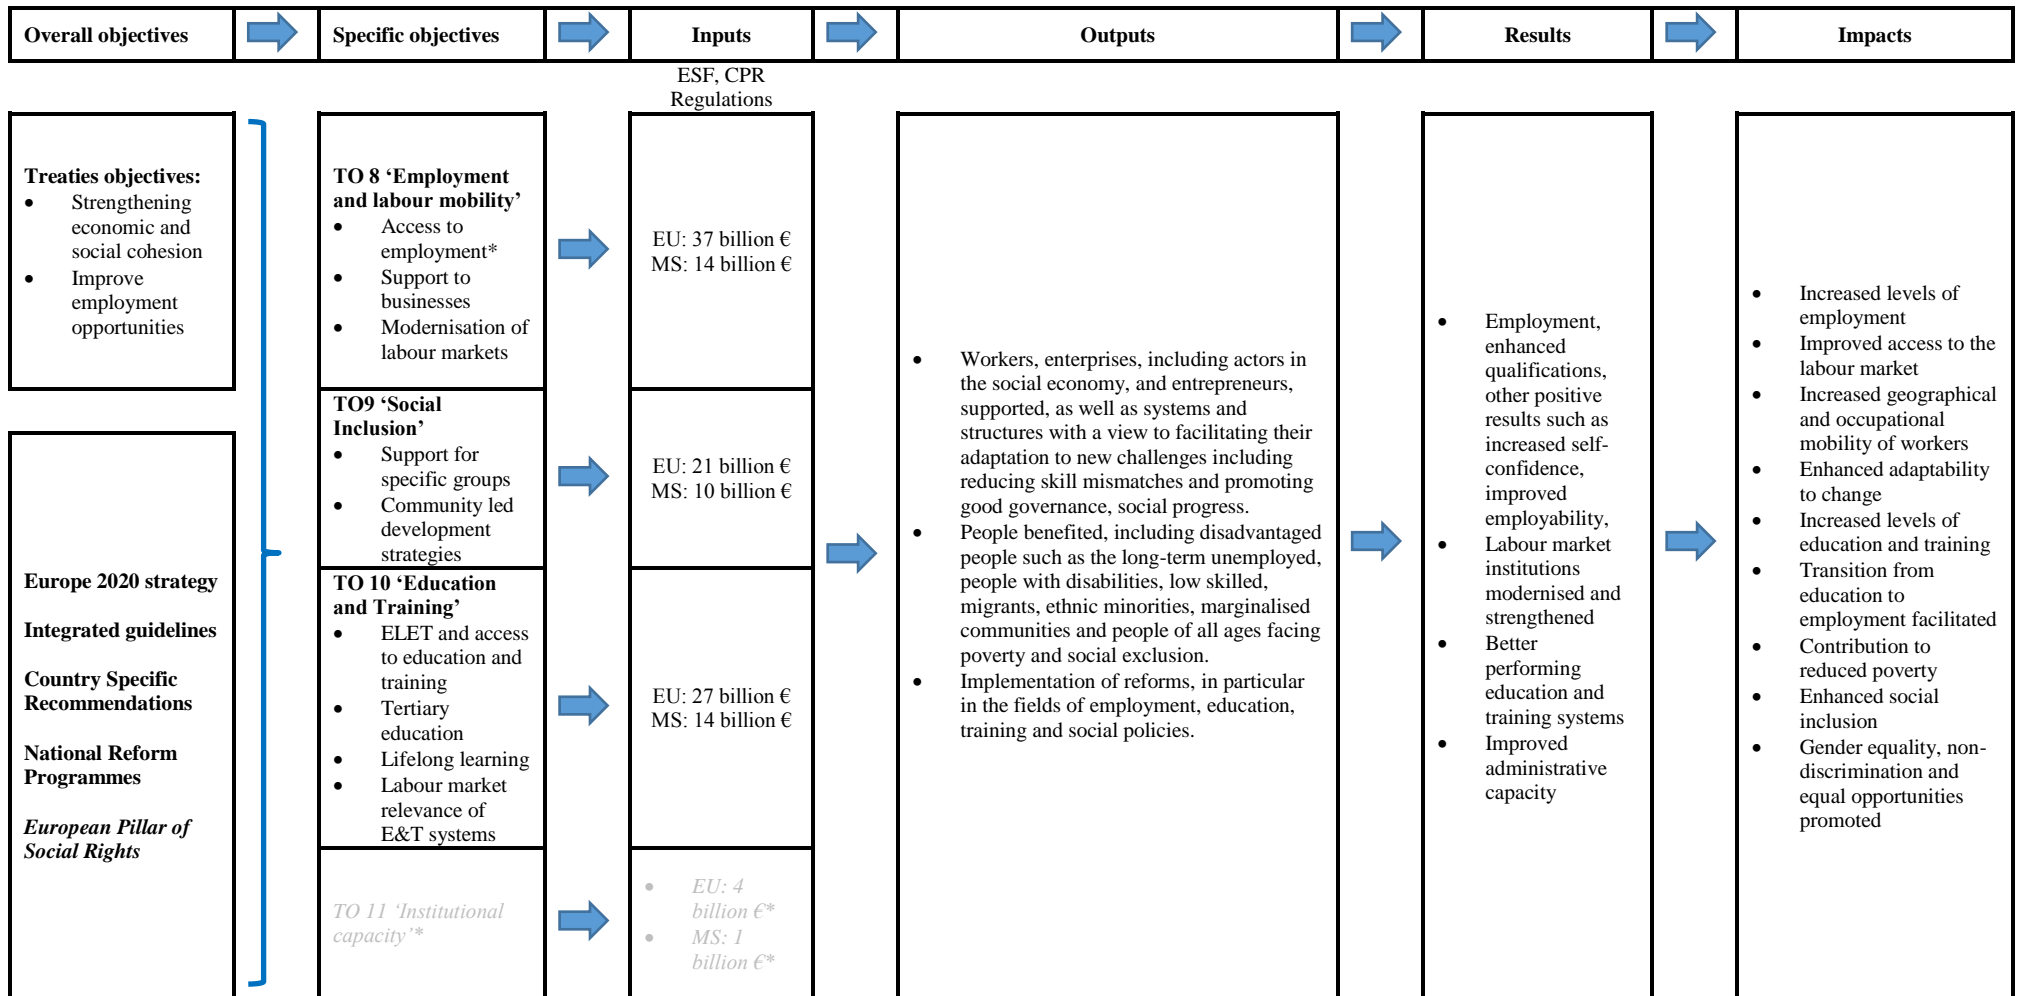 Overall objectives
Specific objectives
Inputs
Outputs
Results
Impacts
ESF, CPR
Regulations
Treaties objectives:
• Strengthening
economic and
social cohesion
• Improve
employment
opportunities
Europe 2020 strategy
Integrated guidelines
Country Specific
Recommendations
National Reform
Programmes
European Pillar of
Social Rights
TO 8 ‘Employment
and labour mobility’
• Access to
employment*
• Support to
businesses
• Modernisation of
labour markets
TO9 ‘Social
Inclusion’
• Support for
specific groups
• Community led
development
strategies
TO 10 ‘Education
and Training’
• ELET and access
to education and
training
• Tertiary
education
• Lifelong learning
• Labour market
relevance of
E&T systems
TO 11 ‘Institutional
capacity’*
EU: 37 billion €
MS: 14 billion €
EU: 21 billion €
MS: 10 billion €
EU: 27 billion €
MS: 14 billion €
• EU: 4
billion €*
• MS: 1
billion €*
• Workers, enterprises, including actors in
the social economy, and entrepreneurs,
supported, as well as systems and
structures with a view to facilitating their
adaptation to new challenges including
reducing skill mismatches and promoting
good governance, social progress.
• People benefited, including disadvantaged
people such as the long-term unemployed,
people with disabilities, low skilled,
migrants, ethnic minorities, marginalised
communities and people of all ages facing
poverty and social exclusion.
• Implementation of reforms, in particular
in the fields of employment, education,
training and social policies.
• Employment,
enhanced
qualifications,
other positive
results such as
increased self-
confidence,
improved
employability,
• Labour market
institutions
modernised and
strengthened
• Better
performing
education and
training systems
• Improved
administrative
capacity
• Increased levels of
employment
• Improved access to the
labour market
• Increased geographical
and occupational
mobility of workers
• Enhanced adaptability
to change
• Increased levels of
education and training
• Transition from
education to
employment facilitated
• Contribution to
reduced poverty
• Enhanced social
inclusion
• Gender equality, non-
discrimination and
equal opportunities
promoted